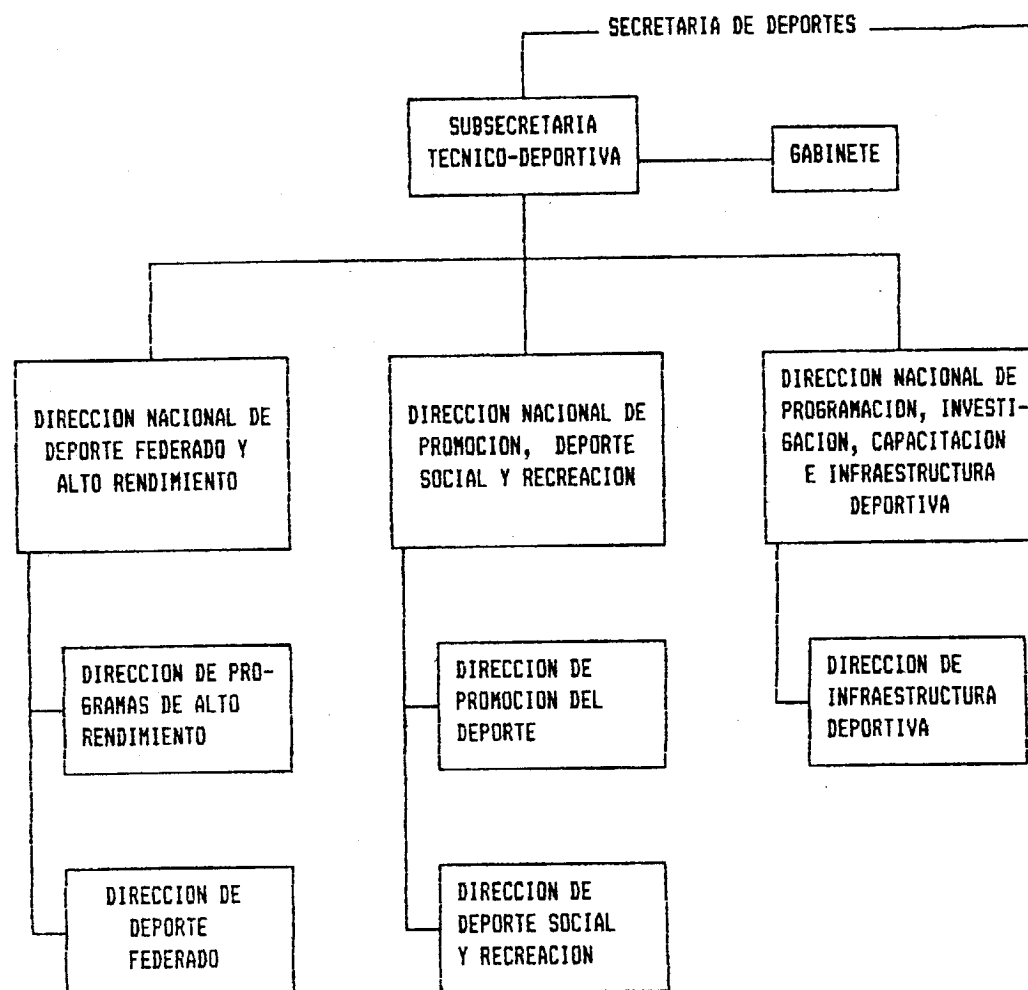 SECRETARIA DE DEPORTES
SUBSECRETARIA
TECNICO-DEPORTIVA
GABINETE
DIRECCION NACIONAL DE
DEPORTE FEDERADO Y
ALTO RENDIMIENTO
DIRECCION NACIONAL DE
PROMOCION, DEPORTE
SOCIAL Y RECREACION
DIRECCION NACIONAL DE
PROGRAMACION, INVESTI-
GACION, CAPACITACION
E INFRAESTRUCTURA
DEPORTIVA
DIRECCION DE PRO-
GRAMAS DE ALTO
RENDIMIENTO
DIRECCION DE
PROMOCION DEL
DEPORTE
DIRECCION DE
INFRAESTRUCTURA
DEPORTIVA
DIRECCION DE
DEPORTE
FEDERADO
DIRECCION DE
DEPORTE SOCIAL
Y RECREACION